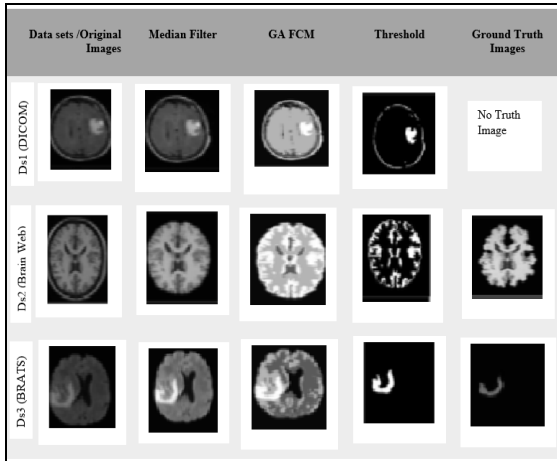 Data sets /Original
Images
Median Filter
GA FCM
Threshold
Ground Truth
Images
Ds1 (DICOM)
No Truth
Image
Ds2 (Brain Web)
Ds3 (BRATS)